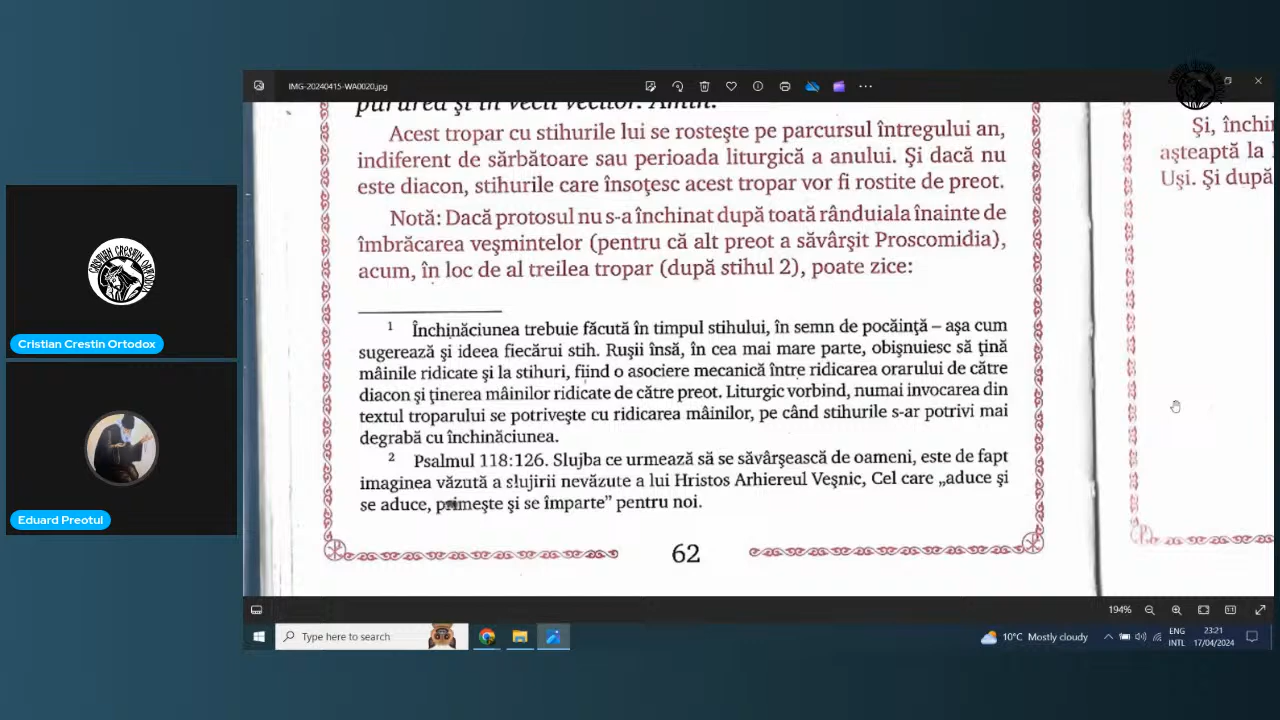 IMG-20240415-WA0020.jpg
părarea și în vecii vecilor. Amin.
Acest tropar cu stihurile lui se rostește pe parcursul întregului an,
indiferent de sărbătoare sau perioada liturgică a anului. Și dacă nu
este diacon, stihurile care însoțesc acest tropar vor fi rostite de preot.
Notă: Dacă protosul nu s-a închinat după toată rânduiala înainte de
îmbrăcarea veșmintelor (pentru că alt preot a săvârșit Proscomidia),
acum, în loc de al treilea tropar (după stihul 2), poate zice:
1 Închinăciunea trebuie făcută în timpul stihului, în semn de pocăință – așa cum
sugerează și ideea fiecărui stih. Rușii însă, în cea mai mare parte, obișnuiesc să țină
mâinile ridicate și la stihuri, fiind o asociere mecanică între ridicarea orarului de către
diacon și ținerea mâinilor ridicate de către preot. Liturgic vorbind, numai invocarea din
textul troparului se potrivește cu ridicarea mâinilor, pe când stihurile s-ar potrivi mai
degrabă cu închinăciunea.
2 Psalmul 118:126. Slujba ce urmează să se săvârșească de oameni, este de fapt
imaginea văzută a slujirii nevăzute a lui Hristos Arhiereul Veșnic, Cel care „aduce și
se aduce, primește și se împarte” pentru noi.
62
Și, închin
așteaptă la
Uși. Și după
CRESTIN CRESTIN ORTODOX
Cristian Crestin Ortodox
Eduard Preotul
194%
Type here to search
10°C Mostly cloudy
ENG
INTL
23:21
17/04/2024